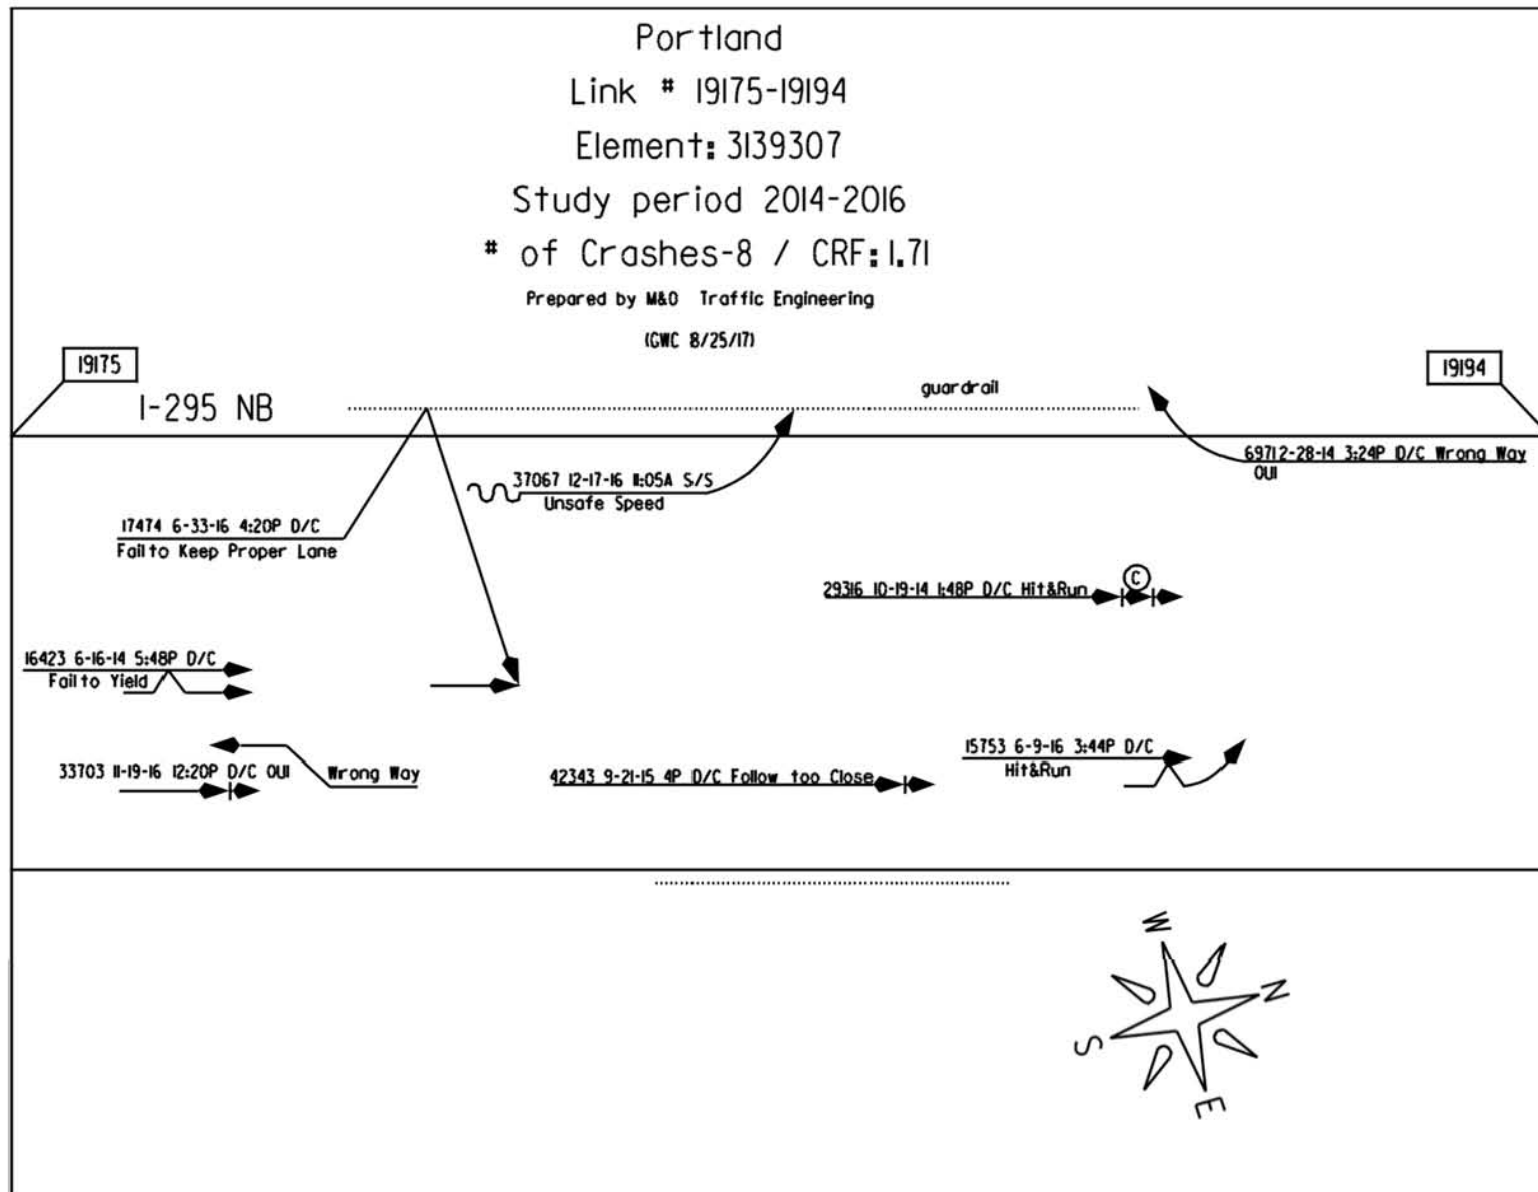 Portland
Link # 19175-19194
Element: 3139307
Study period 2014-2016
# of Crashes-8 / CRF: 1.71
Prepared by M&O Traffic Engineering
(GWC 8/25/17)
19175
19194
I-295 NB
guardrail
69712-28-14 3:24P D/C Wrong Way
OUI
37067 12-17-16 11:05A S/S
Unsafe Speed
17474 6-33-16 4:20P D/C
Fail to Keep Proper Lane
C
29316 10-19-14 1:48P D/C Hit&Run
16423 6-16-14 5:48P D/C
Fail to Yield
15753 6-9-16 3:44P D/C
Hit&Run
33703 11-19-16 12:20P D/C OUI Wrong Way
42343 9-21-15 4P D/C Follow too Close
W
N
S
E